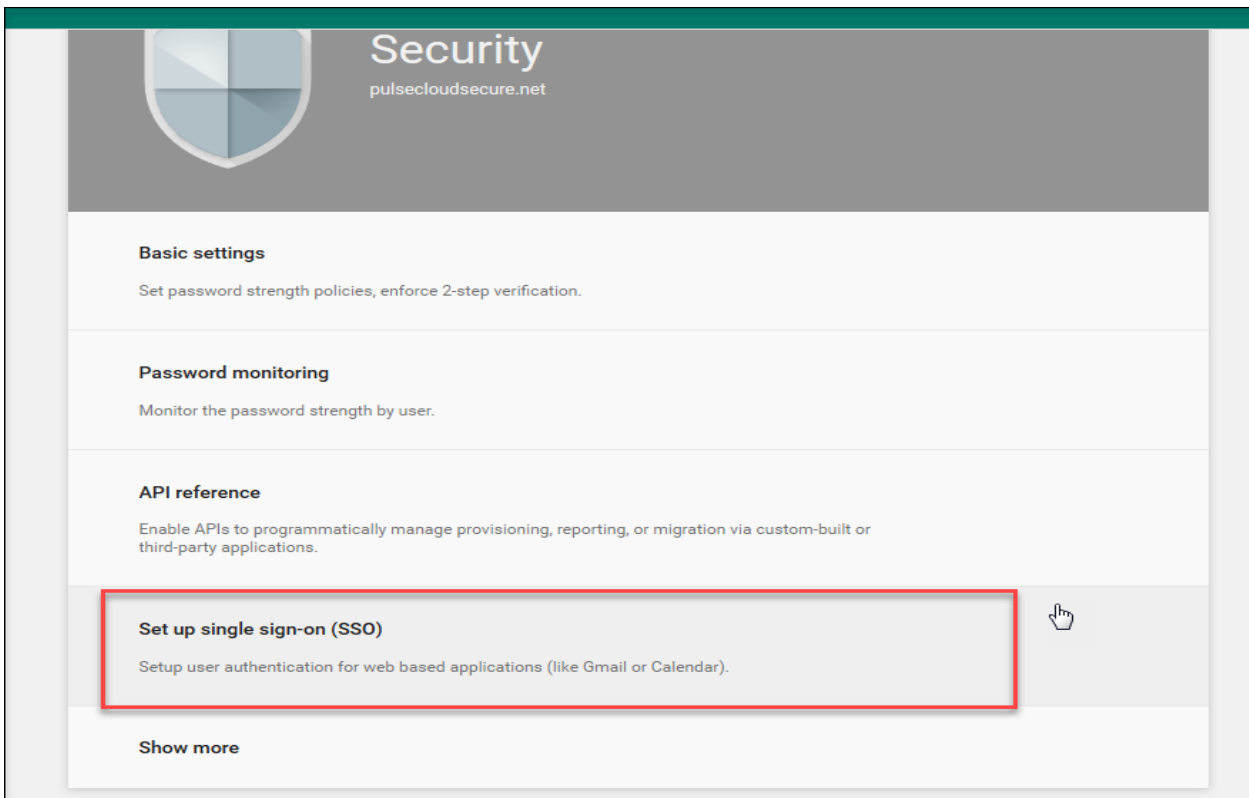 Security
pulsecloudsecure.net
Basic settings
Set password strength policies, enforce 2-step verification.
Password monitoring
Monitor the password strength by user.
API reference
Enable APIs to programmatically manage provisioning, reporting, or migration via custom-built or
third-party applications.
Set up single sign-on (SSO)
Setup user authentication for web based applications (like Gmail or Calendar).
Show more